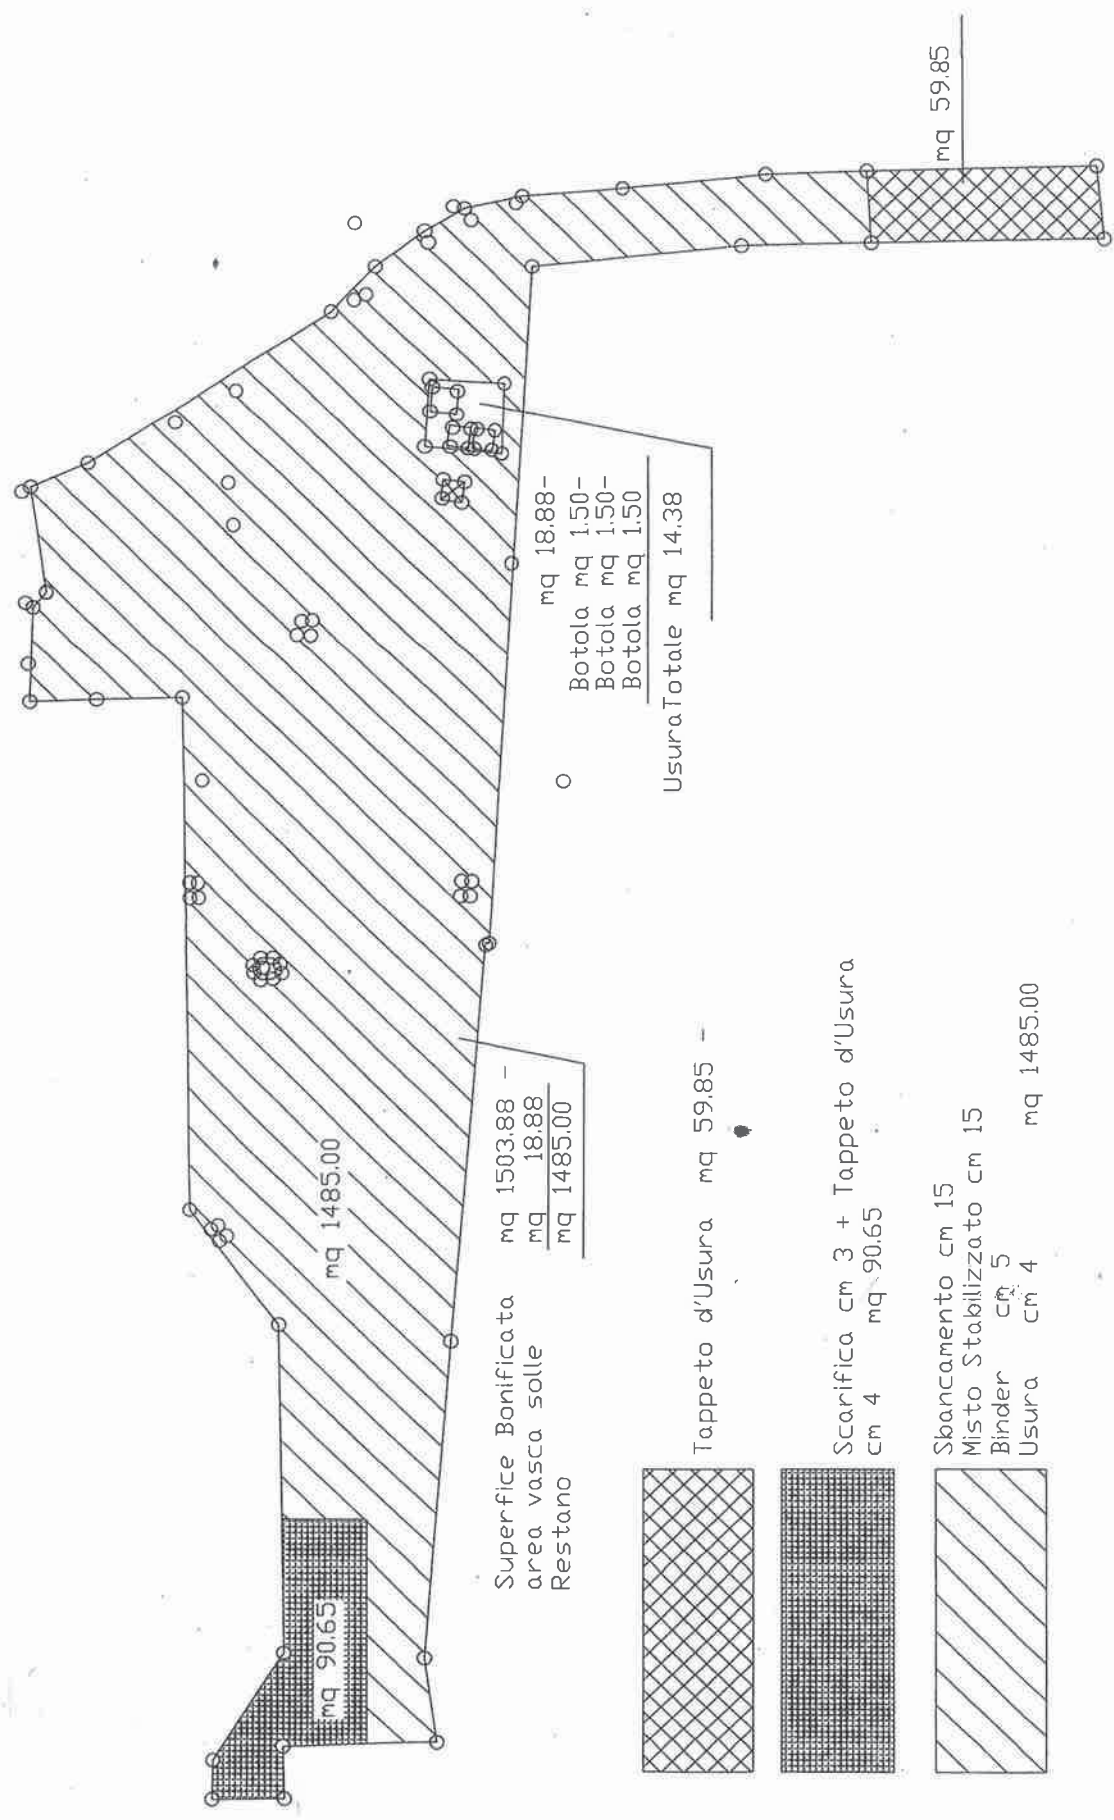 mq 59.85
mq 18.88-
Botola mq 1.50-
Botola mq 1.50-
Botola mq 1.50
UsuraTotale mq 14.38
mq 1485.00
Superfice Bonificata mq 1503.88 -
area vasca solle mq 18.88
Restano mq 1485.00
mq 90.65
Tappeto d'Usura mq 59.85 -
Scarifica cm 3 + Tappeto d'Usura
cm 4 mq 90.65
Sbancamento cm 15
Misto Stabilizzato cm 15
Binder cm 5
Usura cm 4 mq 1485.00